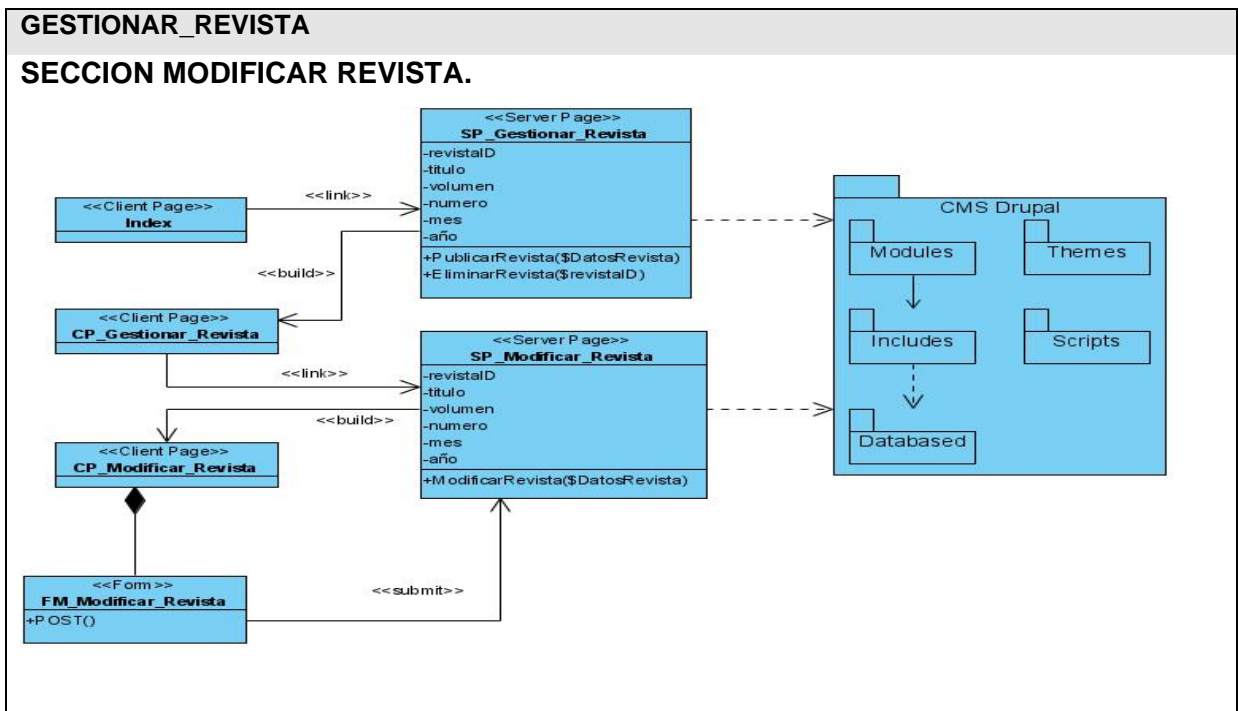 GESTIONAR_REVISTA
SECCION MODIFICAR REVISTA.
<<Server Page>>
SP_Gestionar_Revista
-revistaID
-titulo
-volumen
-numero
-mes
-año
+PublicarRevista($DatosRevista)
+EliminarRevista($revistaID)
<<link>>
<<Client Page>>
Index
<<build>>
<<Client Page>>
CP_Gestionar_Revista
<<link>>
<<Server Page>>
SP_Modificar_Revista
-revistaID
-titulo
-volumen
-numero
-mes
-año
+ModificarRevista($DatosRevista)
<<build>>
<<Client Page>>
CP_Modificar_Revista
<<Form>>
FM_Modificar_Revista
+POST()
<<submit>>
CMS Drupal
Modules
Themes
Includes
Scripts
Databased